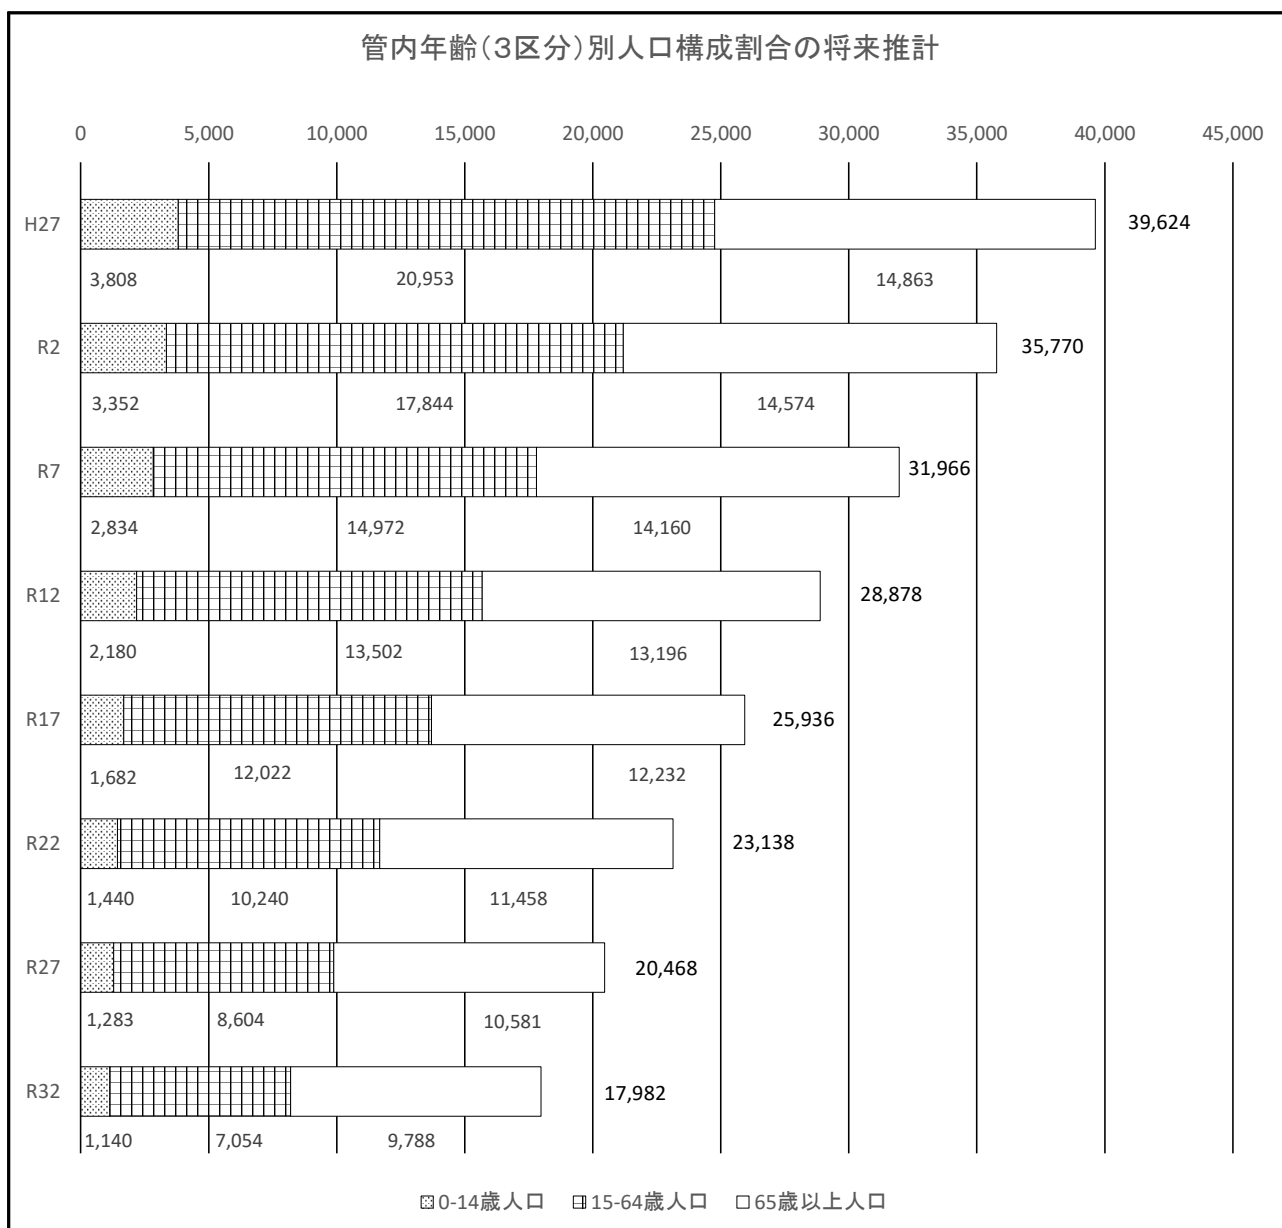 管内年齢(3区分)別人口構成割合の将来推計
0 5,000 10,000 15,000 20,000 25,000 30,000 35,000 40,000 45,000
H27 39,624
3,808 20,953 14,863
R2 35,770
3,352 17,844 14,574
R7 31,966
2,834 14,972 14,160
R12 28,878
2,180 13,502 13,196
R17 25,936
1,682 12,022 12,232
R22 23,138
1,440 10,240 11,458
R27 20,468
1,283 8,604 10,581
R32 17,982
1,140 7,054 9,788
0-14歳人口 15-64歳人口 65歳以上人口